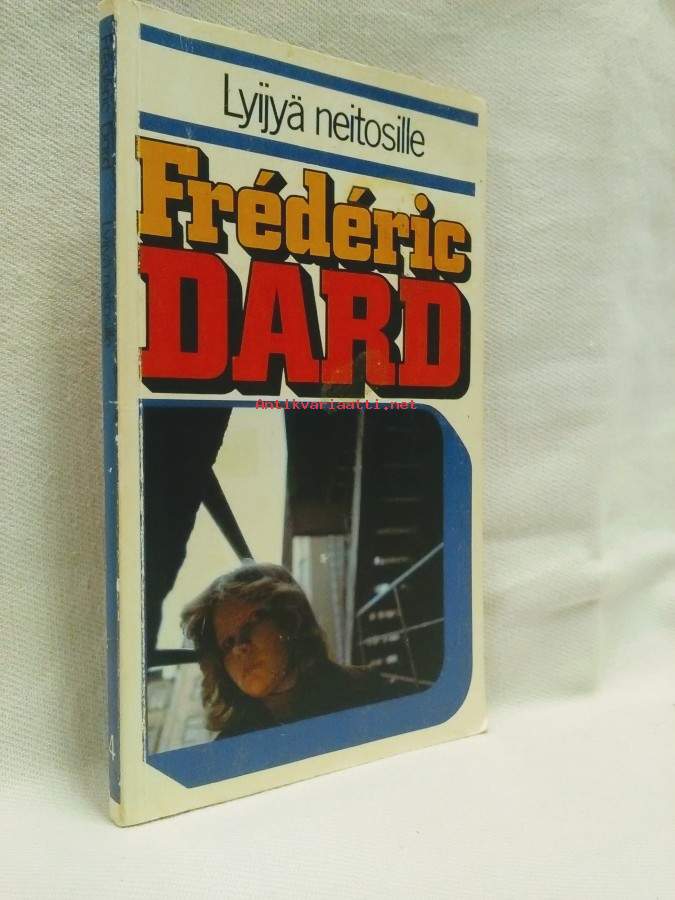 Lyijyä neitosille
Frédéric
DARD
Antikvariaatti.net
Frédéric Dard Lyijyä neitosille
4